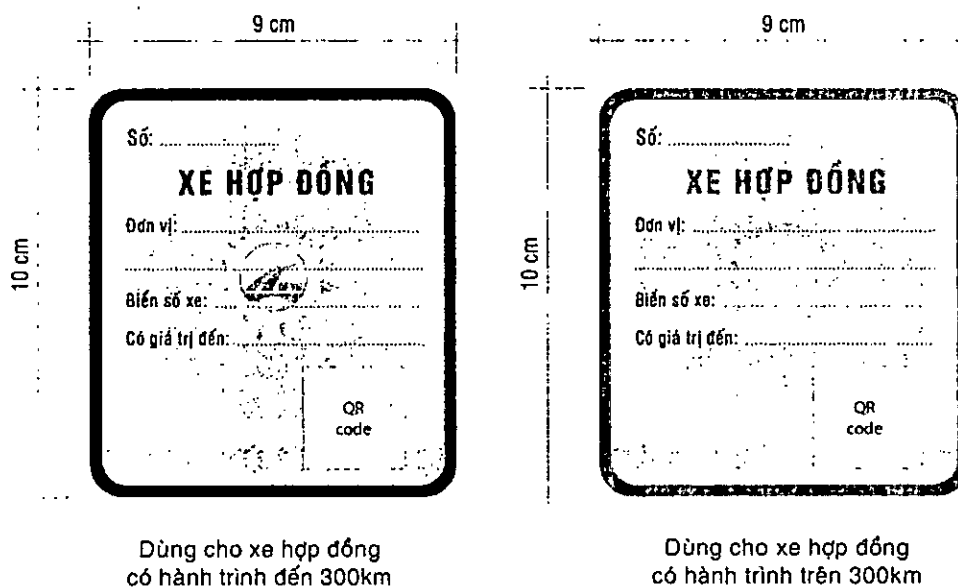 9 cm
10 cm
Số:
XE HỢP ĐỒNG
Đơn vị:
Biển số xe:
Có giá trị đến:
QR
code
Dùng cho xe hợp đồng
có hành trình đến 300km
9 cm
10 cm
Số:
XE HỢP ĐỒNG
Đơn vị:
Biển số xe:
Có giá trị đến:
QR
code
Dùng cho xe hợp đồng
có hành trình trên 300km